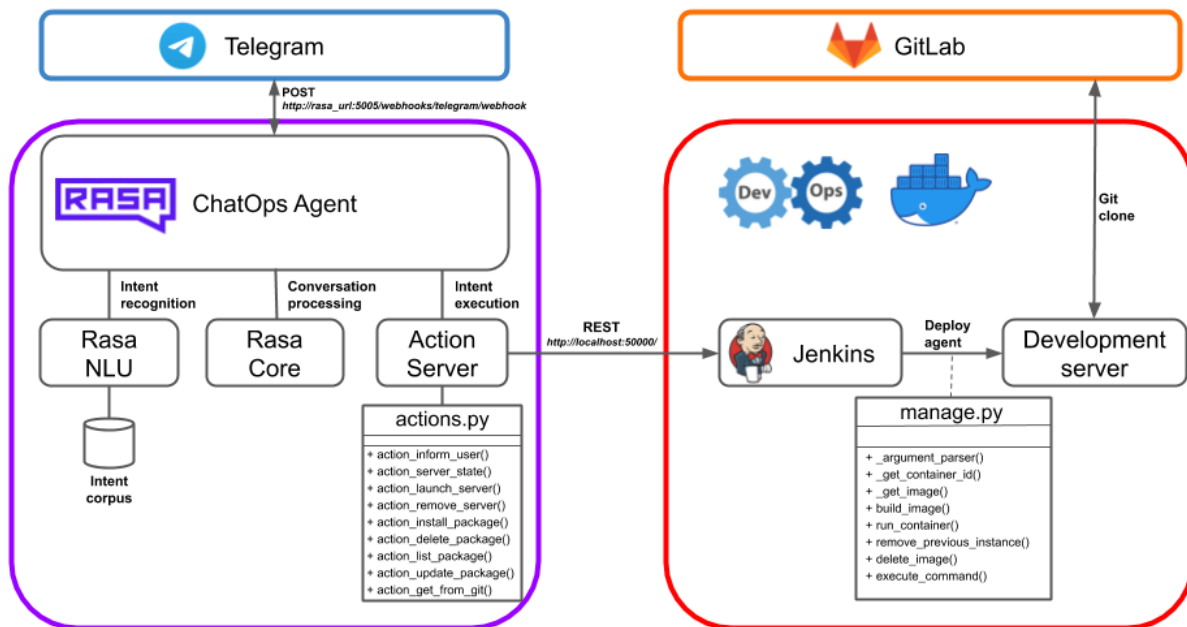 Telegram
GitLab
POST
http://rasa_url:5005/webhooks/telegram/webhook
RASA
ChatOps Agent
Dev
Ops
Git
clone
Intent
recognition
Conversation
processing
Intent
execution
Rasa
NLU
Rasa
Core
Action
Server
REST
http://localhost:50000/
Jenkins
Deploy
agent
Development
server
Intent
corpus
actions.py
+ action_inform_user()
+ action_server_state()
+ action_launch_server()
+ action_remove_server()
+ action_install_package()
+ action_delete_package()
+ action_list_package()
+ action_update_package()
+ action_get_from_git()
manage.py
+ _argument_parser()
+ _get_container_id()
+ _get_image()
+ build_image()
+ run_container()
+ remove_previous_instance()
+ delete_image()
+ execute_command()